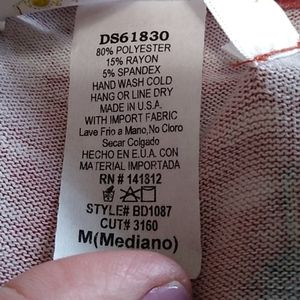 DS61830
80% POLYESTER
15% RAYON
5% SPANDEX
HAND WASH COLD
HANG OR LINE DRY
MADE IN U.S.A.
WITH IMPORT FABRIC
Lave Frio a Mano,No Cloro
Secar Colgado
HECHO EN E.U.A. CON
MATERIAL IMPORTADA
RN # 141812
STYLE# BD1087
CUT# 3160
M(Mediano)